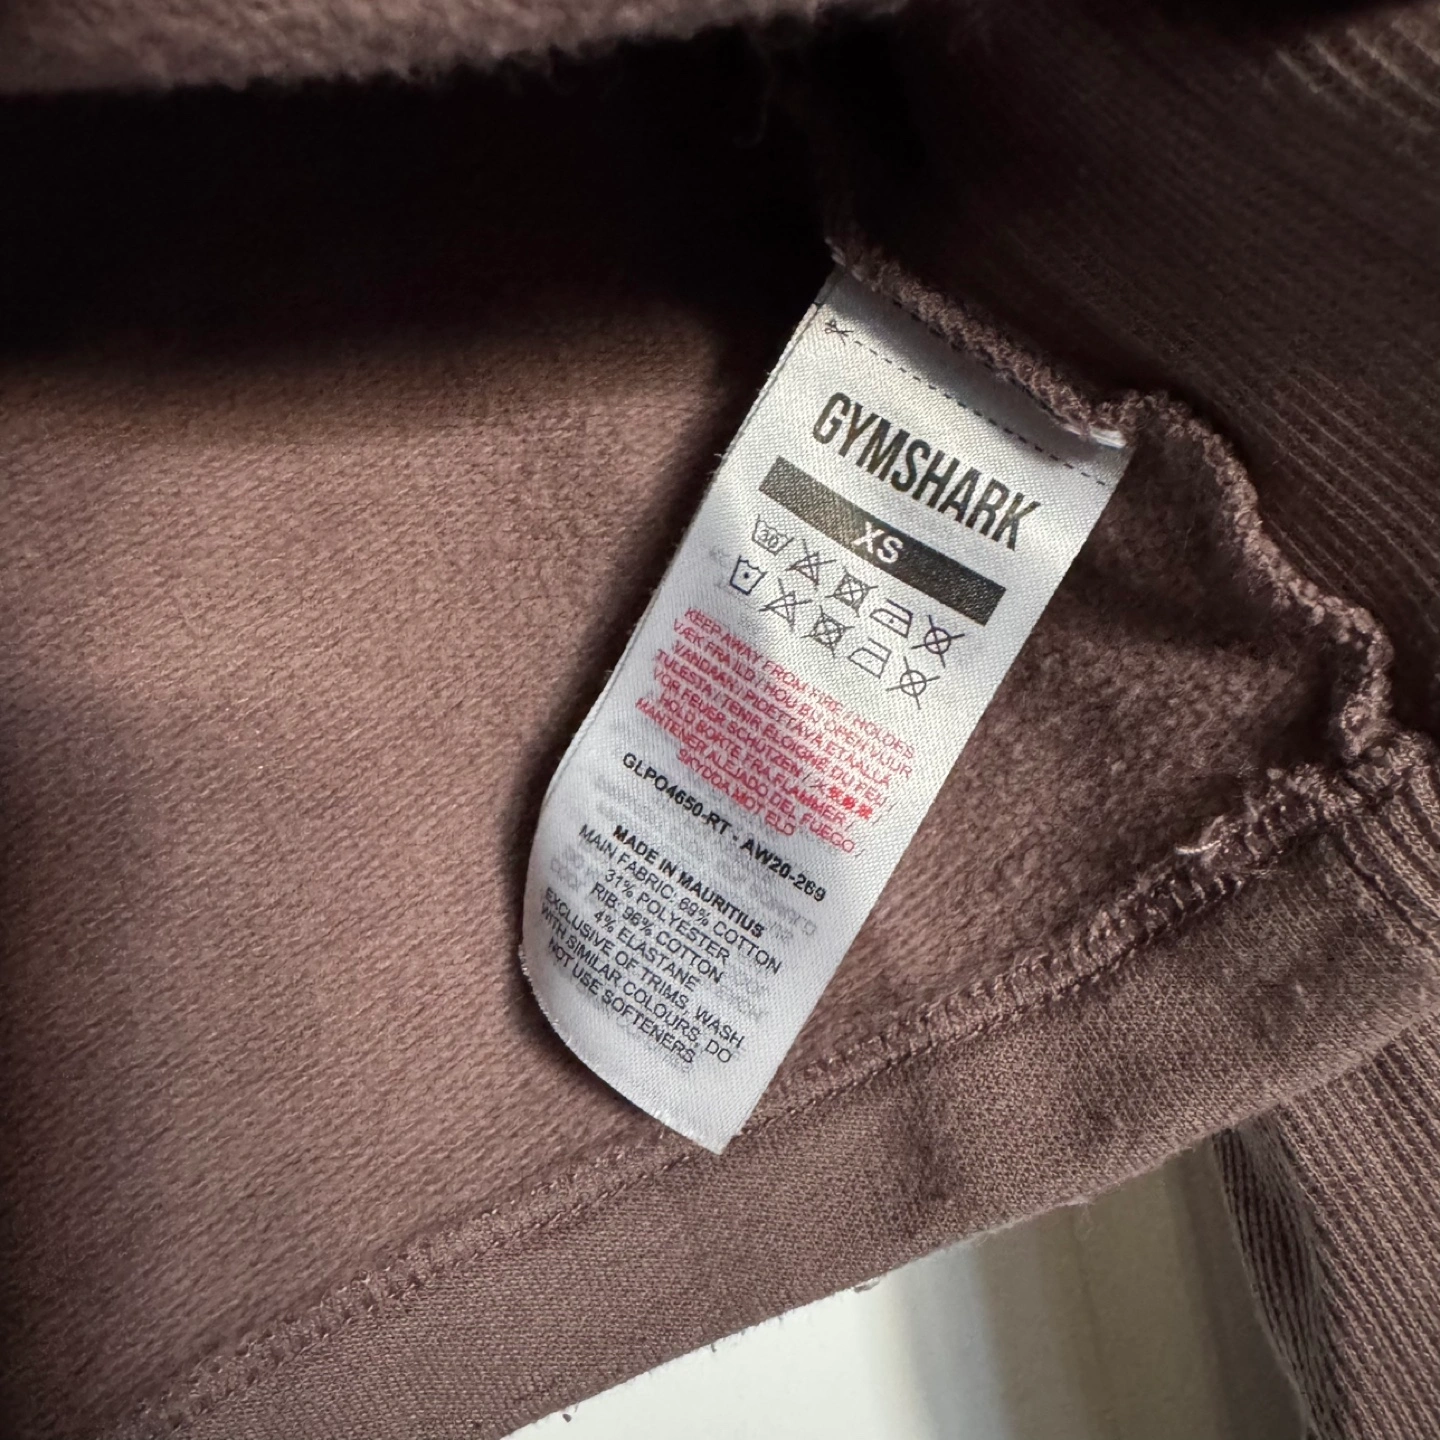 GYMSHARK
XS
30
KEEP AWAY FROM FIRE / HOLDES
VÆK FRA ILD / HOU BIJ OPEN VUUR
VANDAAN / PIDETTÄVÄ ETÄÄLLÄ
TULESTA / TENIR ÉLOIGNÉ DU FEU /
VOR FEUER SCHÜTZEN /
HOLD BORTE FRA FLAMMER /
MANTENER ALEJADO DEL FUEGO /
SKYDDA MOT ELD
GLPO4650-RT - AW20-269
MADE IN MAURITIUS
MAIN FABRIC: 69% COTTON
31% POLYESTER
RIB: 96% COTTON
4% ELASTANE
EXCLUSIVE OF TRIMS, WASH
WITH SIMILAR COLOURS, DO
NOT USE SOFTENERS